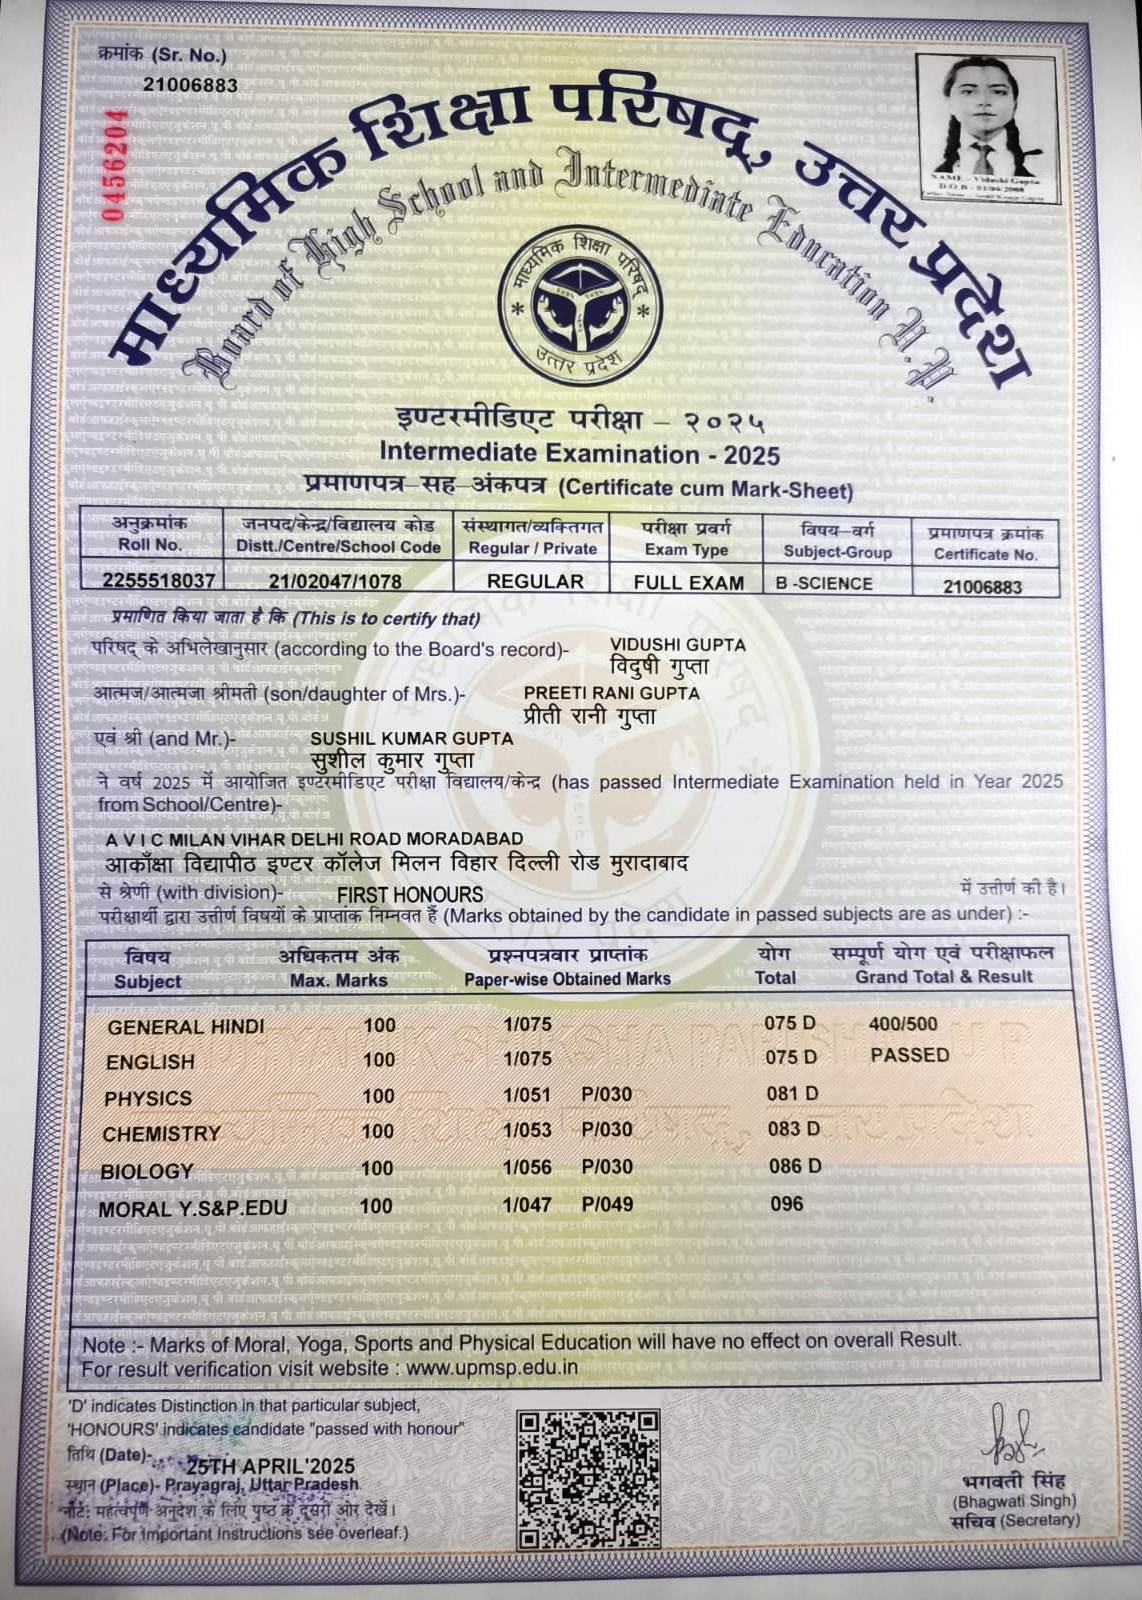 क्रमांक (Sr. No.)
21006883
0456204
माध्यमिक शिक्षा परिषद्, उत्तर प्रदेश
Board of High School and Intermediate Education U.P.
NAME - Vidushi Gupta
माध्यमिक शिक्षा परिषद्
उत्तर प्रदेश
इण्टरमीडिएट परीक्षा – २०२५
Intermediate Examination - 2025
प्रमाणपत्र–सह–अंकपत्र (Certificate cum Mark-Sheet)
अनुक्रमांक जनपद/केन्द्र/विद्यालय कोड संस्थागत/व्यक्तिगत परीक्षा प्रवर्ग विषय–वर्ग प्रमाणपत्र क्रमांक
Roll No. Distt./Centre/School Code Regular / Private Exam Type Subject-Group Certificate No.
2255518037 21/02047/1078 REGULAR FULL EXAM B -SCIENCE 21006883
प्रमाणित किया जाता है कि (This is to certify that)
परिषद् के अभिलेखानुसार (according to the Board's record)- VIDUSHI GUPTA
विदुषी गुप्ता
आत्मज/आत्मजा श्रीमती (son/daughter of Mrs.)- PREETI RANI GUPTA
प्रीती रानी गुप्ता
एवं श्री (and Mr.)- SUSHIL KUMAR GUPTA
सुशील कुमार गुप्ता
ने वर्ष 2025 में आयोजित इण्टरमीडिएट परीक्षा विद्यालय/केन्द्र (has passed Intermediate Examination held in Year 2025
from School/Centre)-
A V I C MILAN VIHAR DELHI ROAD MORADABAD
आकाँक्षा विद्यापीठ इण्टर कॉलेज मिलन विहार दिल्ली रोड मुरादाबाद
से श्रेणी (with division)- FIRST HONOURS में उत्तीर्ण की है।
परीक्षार्थी द्वारा उत्तीर्ण विषयों के प्राप्तांक निम्नवत हैं (Marks obtained by the candidate in passed subjects are as under) :-
विषय अधिकतम अंक प्रश्नपत्रवार प्राप्तांक योग सम्पूर्ण योग एवं परीक्षाफल
Subject Max. Marks Paper-wise Obtained Marks Total Grand Total & Result
GENERAL HINDI 100 1/075 075 D 400/500
ENGLISH 100 1/075 075 D PASSED
PHYSICS 100 1/051 P/030 081 D
CHEMISTRY 100 1/053 P/030 083 D
BIOLOGY 100 1/056 P/030 086 D
MORAL Y.S&P.EDU 100 1/047 P/049 096
Note :- Marks of Moral, Yoga, Sports and Physical Education will have no effect on overall Result.
For result verification visit website : www.upmsp.edu.in
'D' indicates Distinction in that particular subject,
'HONOURS' indicates candidate "passed with honour"
तिथि (Date)- 25TH APRIL'2025
स्थान (Place)- Prayagraj, Uttar Pradesh
नोट: महत्वपूर्ण अनुदेश के लिए पृष्ठ के दूसरी ओर देखें।
(Note: For Important Instructions see overleaf.)
भगवती सिंह
(Bhagwati Singh)
सचिव (Secretary)